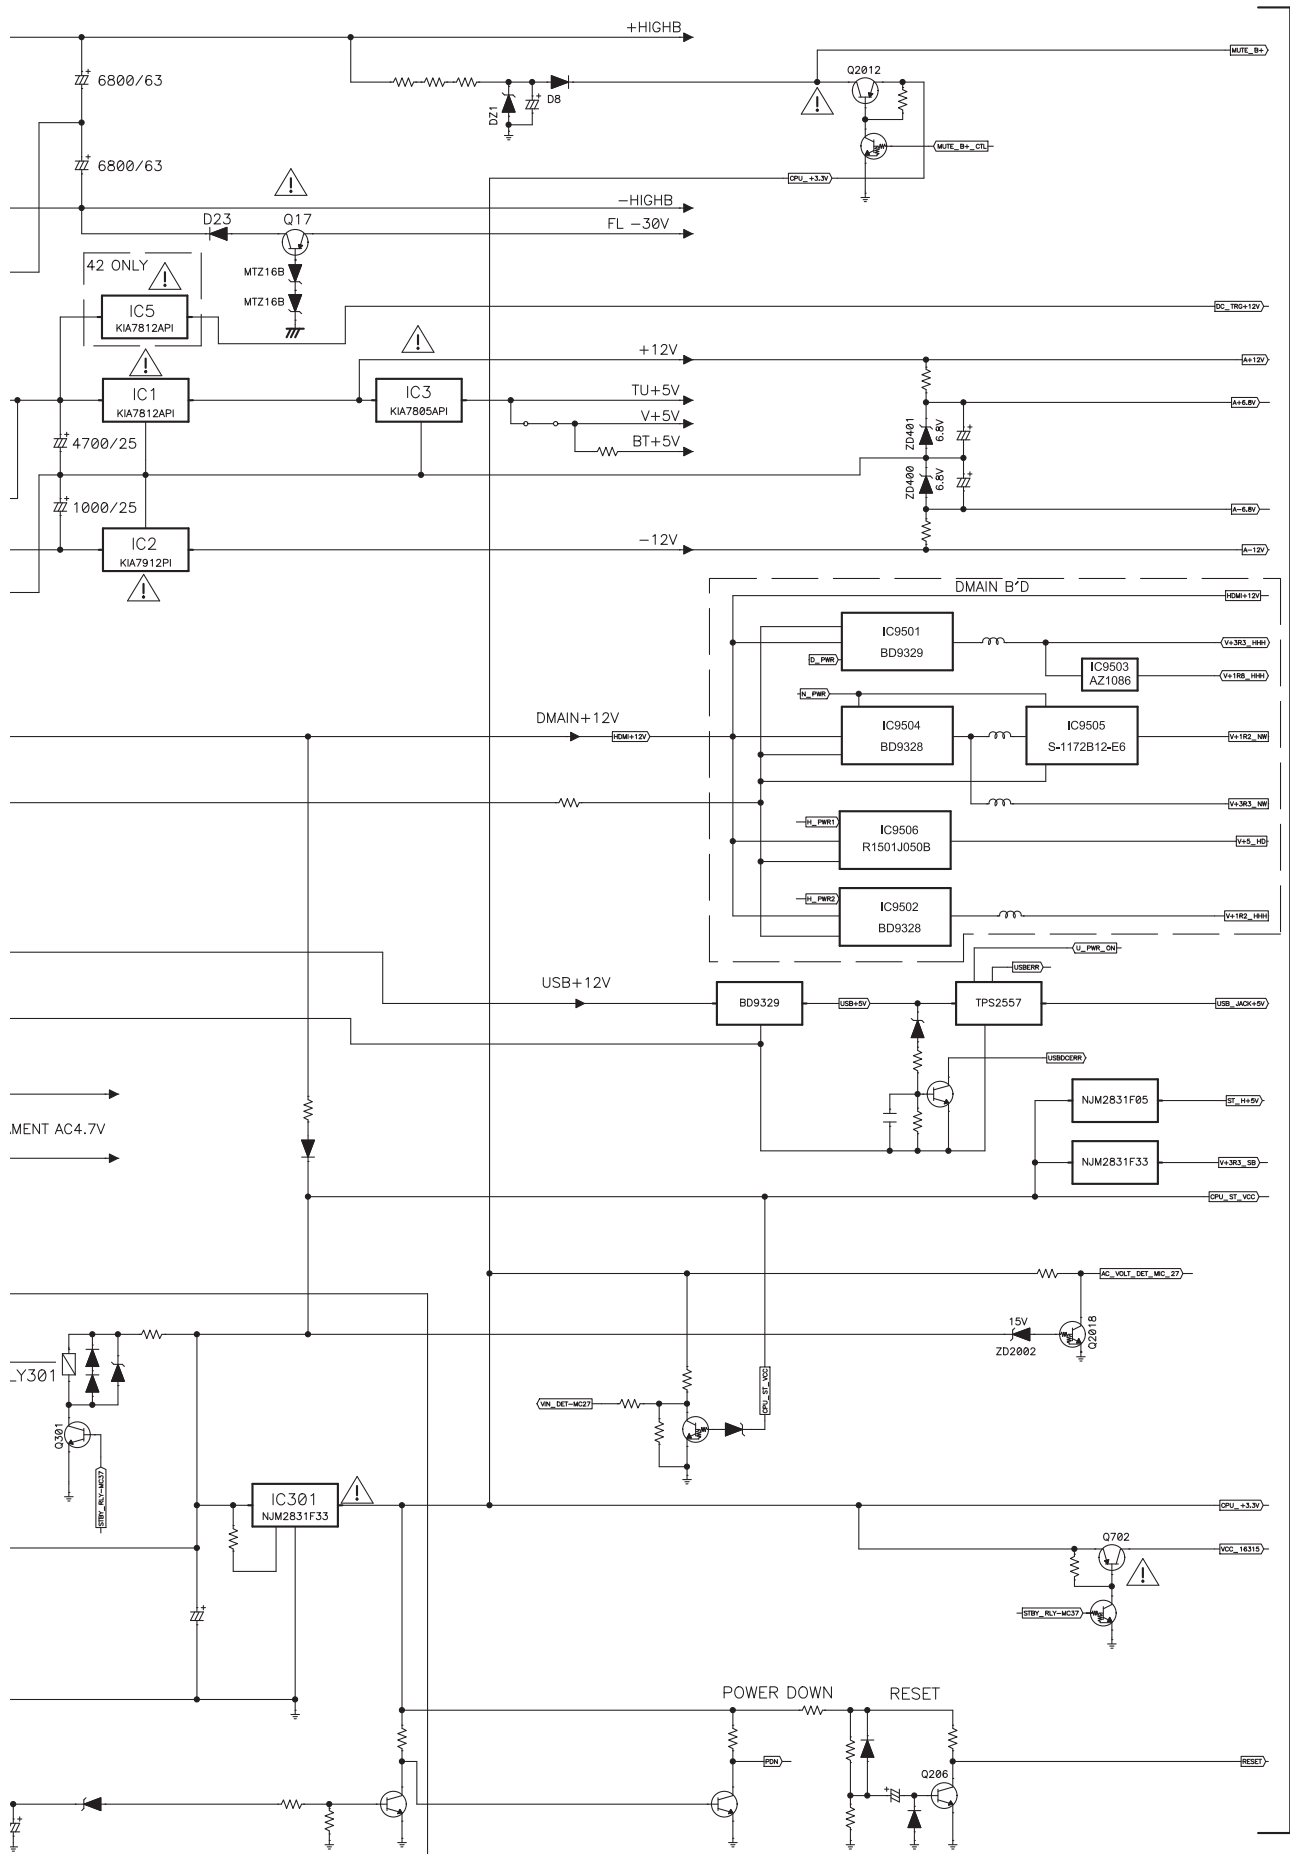 +HIGHB
MUTE_B+
6800/63
Q2012
D8
DZ1
MUTE_B+_CTL
6800/63
CPU_+3.3V
-HIGHB
D23
Q17
FL -30V
42 ONLY
MTZ16B
MTZ16B
IC5
KIA7812API
DC_TRG+12V
+12V
A+12V
IC1
KIA7812API
IC3
KIA7805API
TU+5V
A+6.8V
V+5V
ZD401
6.8V
4700/25
BT+5V
ZD400
6.8V
1000/25
A-6.8V
IC2
KIA7912PI
-12V
A-12V
DMAIN B'D
HDMI+12V
IC9501
BD9329
V+3R3_HHH
D_PWR
IC9503
AZ1086
V+1R8_HHH
N_PWR
DMAIN+12V
HDMI+12V
IC9504
BD9328
IC9505
S-1172B12-E6
V+1R2_NW
V+3R3_NW
H_PWR1
IC9506
R1501J050B
V+5_HD
H_PWR2
IC9502
BD9328
V+1R2_HHH
U_PWR_ON
USBERR
USB+12V
BD9329
USB+5V
TPS2557
USB_JACK+5V
USBDCERR
NJM2831F05
ST_H+5V
.MENT AC4.7V
NJM2831F33
V+3R3_SB
CPU_ST_VCC
AC_VOLT_DET_MIC_27
15V
ZD2002
Q2018
_Y301
CPU_ST_VCC
VIN_DET-MC27
Q301
STBY_RLY-MC37
IC301
NJM2831F33
CPU_+3.3V
Q702
VCC_16315
STBY_RLY-MC37
POWER DOWN
RESET
PDN
RESET
Q206